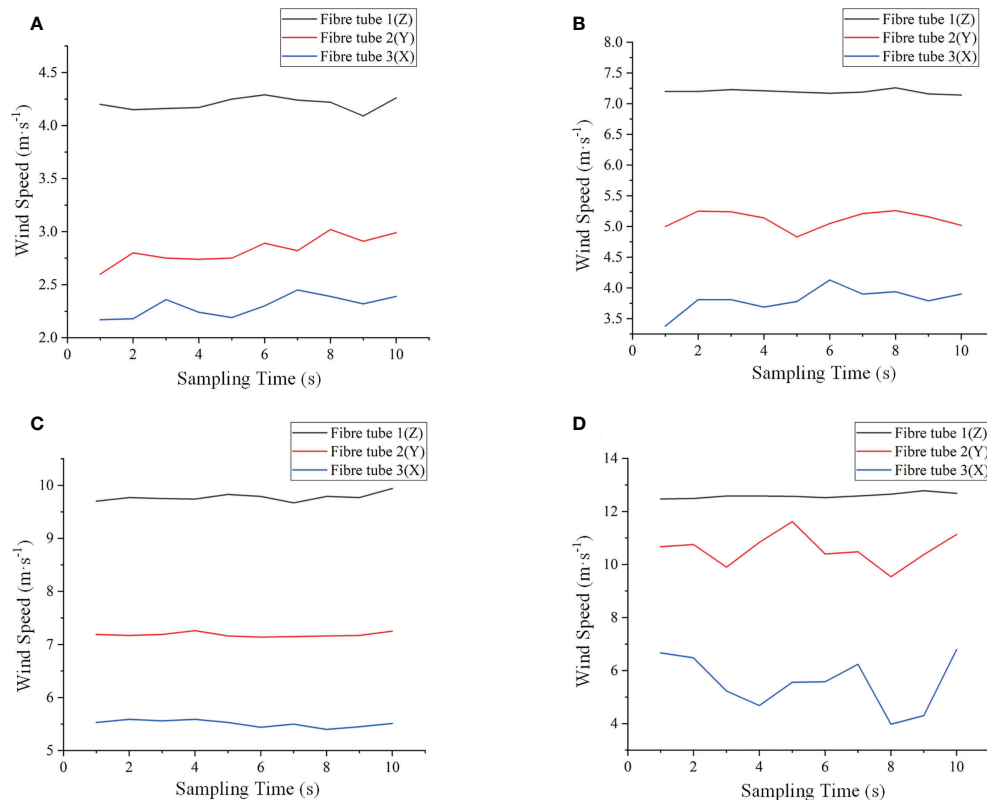 A
Fibre tube 1(Z)
Fibre tube 2(Y)
Fibre tube 3(X)
4.5
4.0
3.5
3.0
2.5
2.0
0
2
4
6
8
10
Wind Speed (m·s⁻¹)
Sampling Time (s)
B
Fibre tube 1(Z)
Fibre tube 2(Y)
Fibre tube 3(X)
8.0
7.5
7.0
6.5
6.0
5.5
5.0
4.5
4.0
3.5
0
2
4
6
8
10
Wind Speed (m·s⁻¹)
Sampling Time (s)
C
Fibre tube 1(Z)
Fibre tube 2(Y)
Fibre tube 3(X)
10
9
8
7
6
5
0
2
4
6
8
10
Wind Speed (m·s⁻¹)
Sampling Time (s)
D
Fibre tube 1(Z)
Fibre tube 2(Y)
Fibre tube 3(X)
14
12
10
8
6
4
0
2
4
6
8
10
Wind Speed (m·s⁻¹)
Sampling Time (s)